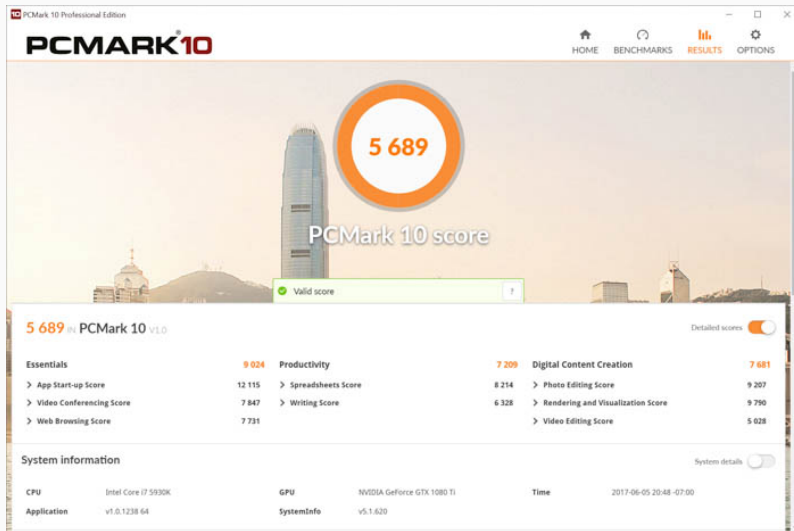 PCMark 10 Professional Edition
PCMARK 10
HOME BENCHMARKS RESULTS OPTIONS
5 689
PCMark 10 score
Valid score ?
5 689 IN PCMark 10 V1.0 Detailed scores
Essentials 9 024 Productivity 7 209 Digital Content Creation 7 681
App Start-up Score 12 115 Spreadsheets Score 8 214 Photo Editing Score 9 207
Video Conferencing Score 7 847 Writing Score 6 328 Rendering and Visualization Score 9 790
Web Browsing Score 7 731 Video Editing Score 5 028
System information System details
CPU Intel Core i7 5930K GPU NVIDIA GeForce GTX 1080 Ti Time 2017-06-05 20:48 -07:00
Application v1.0.1238 64 SystemInfo v5.1.620